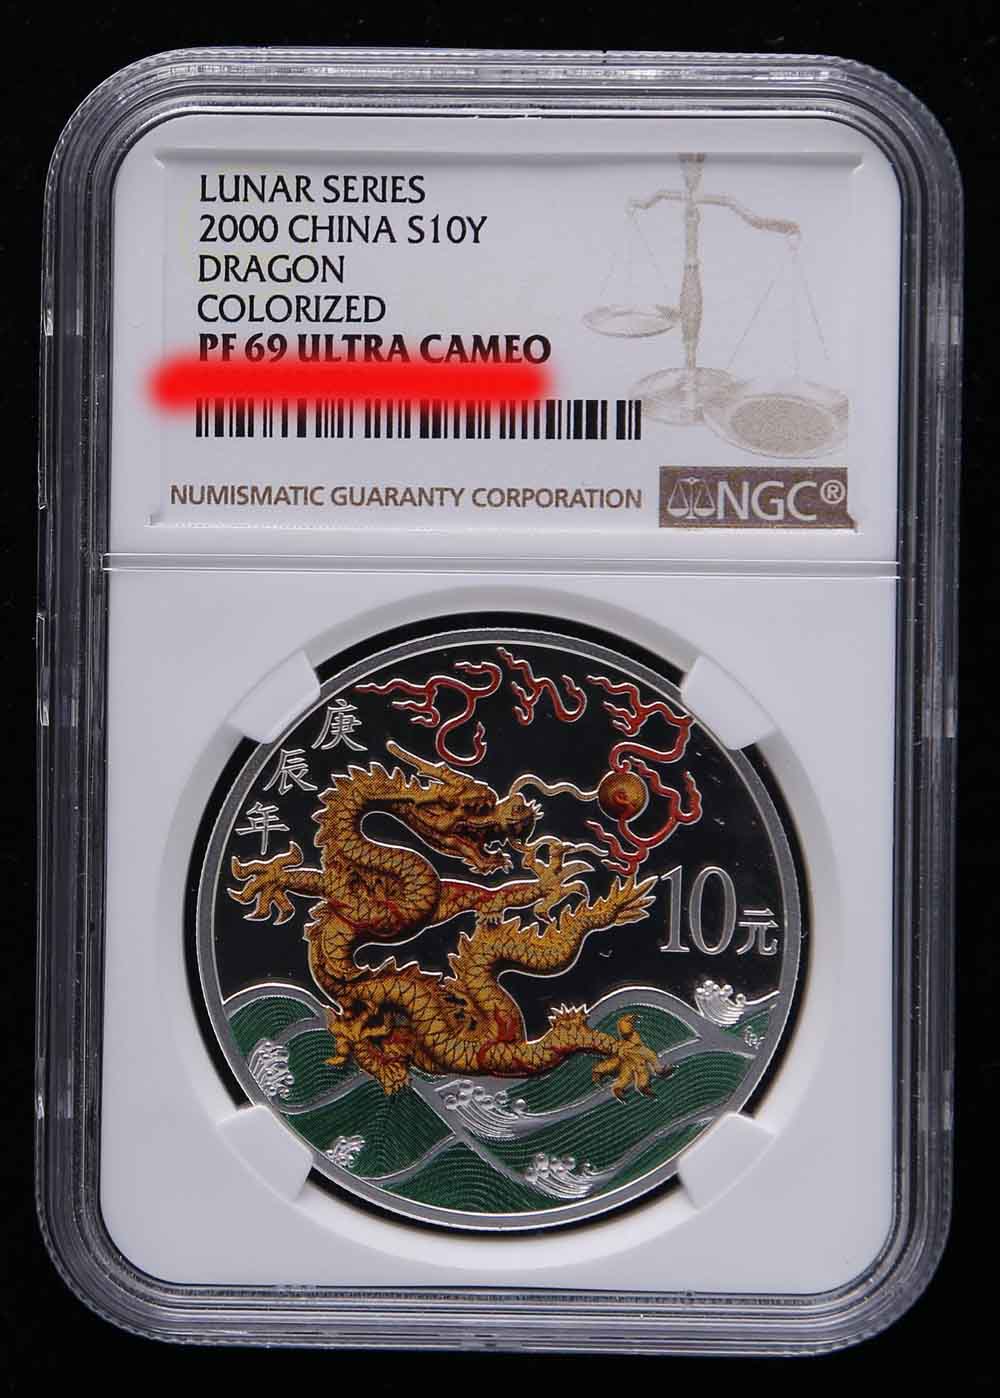 LUNAR SERIES
2000 CHINA S10Y
DRAGON
COLORIZED
PF 69 ULTRA CAMEO
NUMISMATIC GUARANTY CORPORATION
NGC®
庚辰年
10元